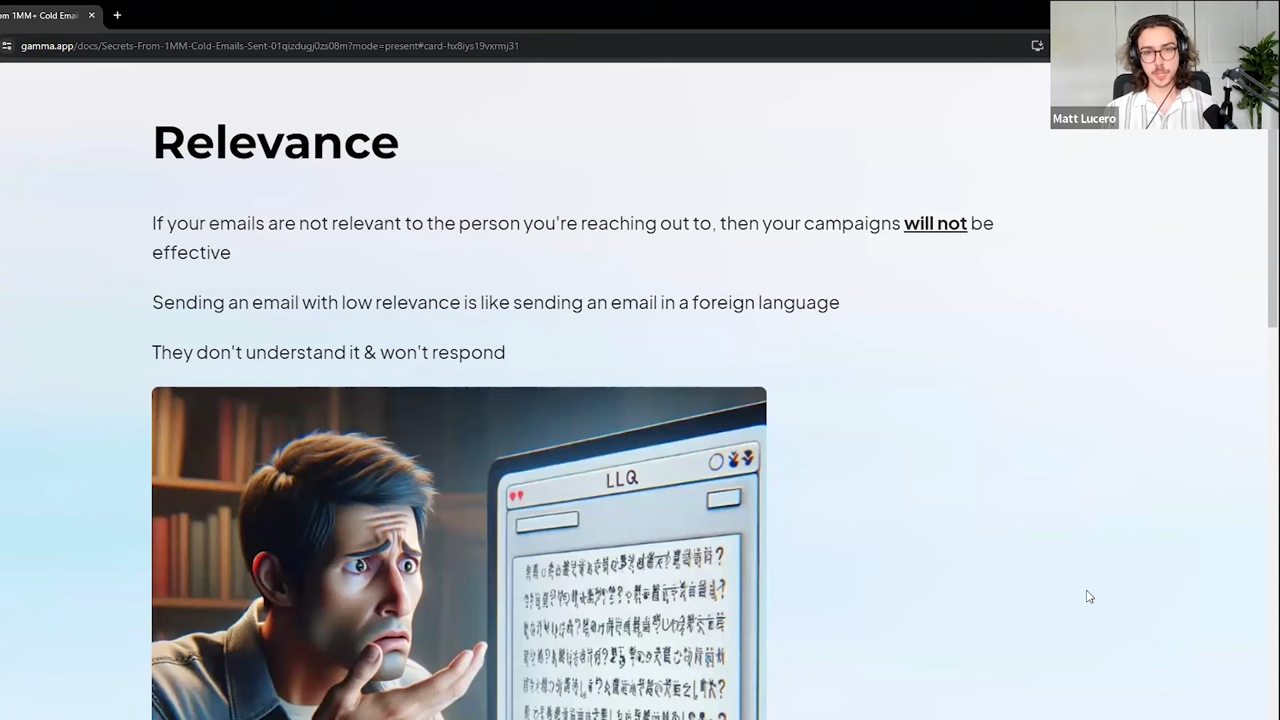 om 1MM+ Cold Emai
gamma.app/docs/Secrets-From-1MM-Cold-Emails-Sent-01qizdugj0zs08m?mode=present#card-hx8iys19vxrmj31
Matt Lucero
Relevance
If your emails are not relevant to the person you're reaching out to, then your campaigns will not be
effective
Sending an email with low relevance is like sending an email in a foreign language
They don't understand it & won't respond
LLQ